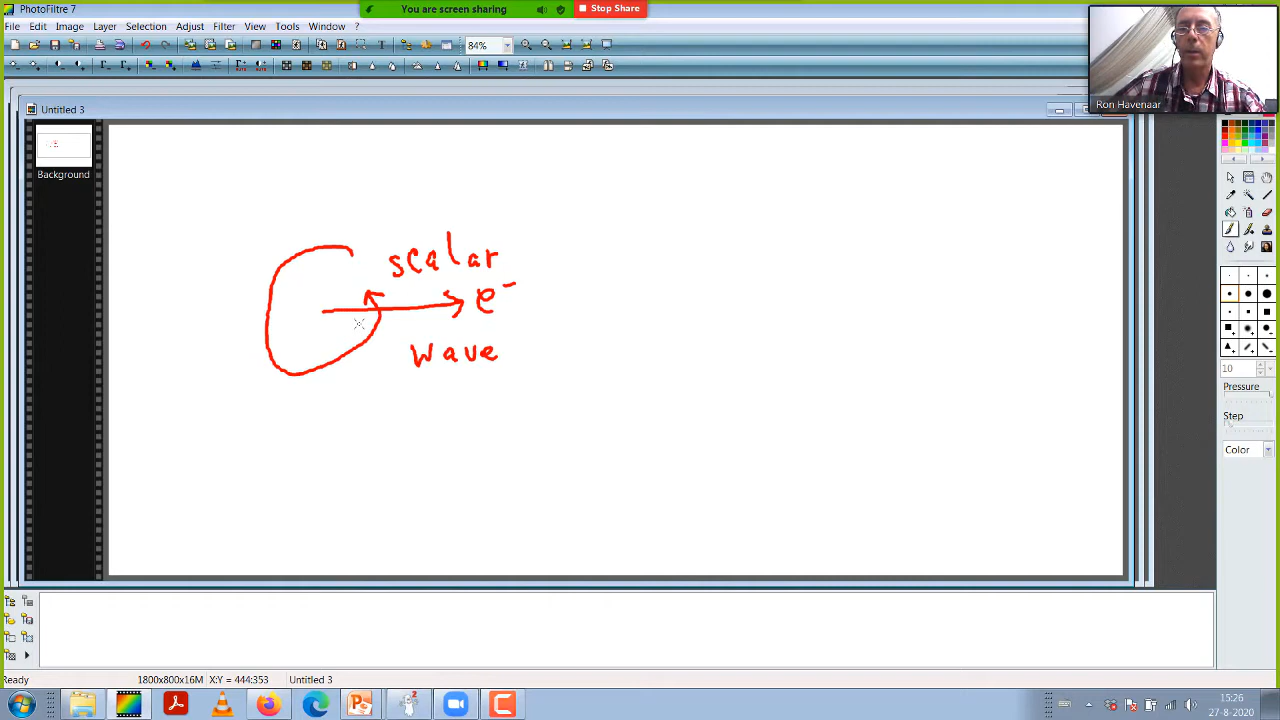 PhotoFiltre 7
You are screen sharing
Stop Share
File Edit Image Layer Selection Adjust Filter View Tools Window ?
84%
Ron Havenaar
Untitled 3
Background
scalar
e-
wave
10
Pressure
Step
Color
Ready
1800x800x16M X:Y = 444:353 Untitled 3
15:26
27-8-2020